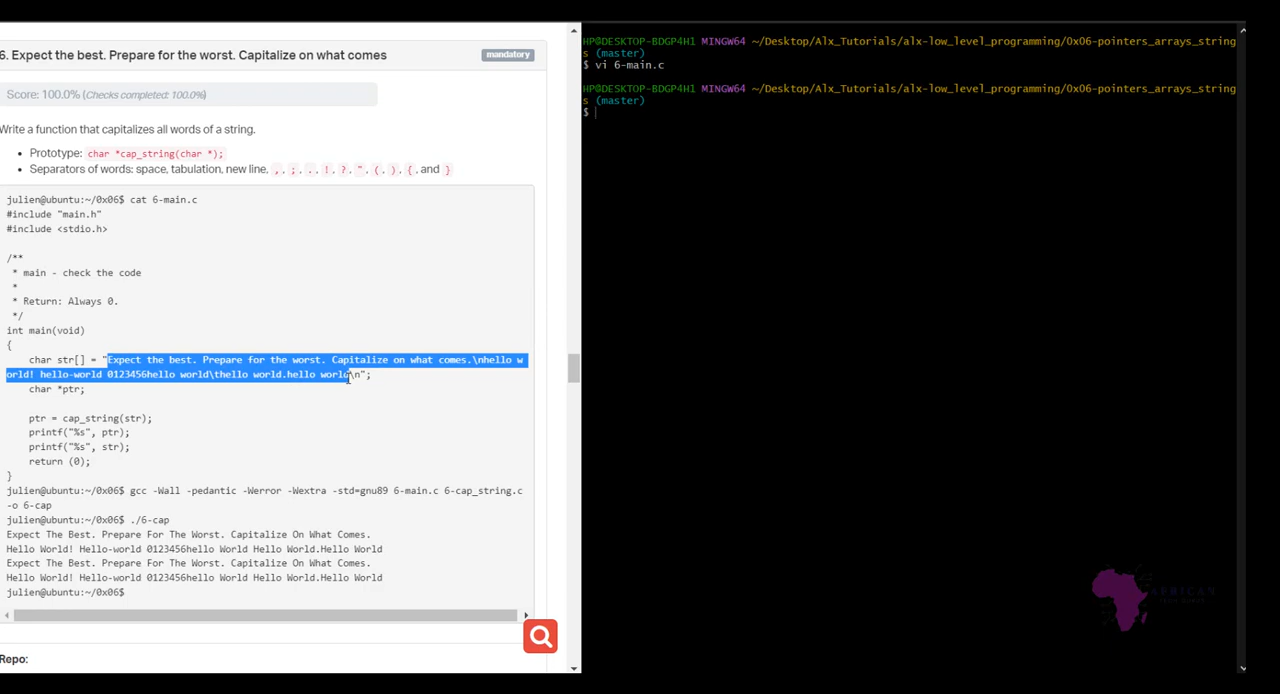 6. Expect the best. Prepare for the worst. Capitalize on what comes
mandatory
Score: 100.0% (Checks completed: 100.0%)
Write a function that capitalizes all words of a string.
• Prototype: char *cap_string(char *);
• Separators of words: space, tabulation, new line, , , ; , . , ! , ? , " , ( , ) , { , and }
julien@ubuntu:~/0x06$ cat 6-main.c
#include "main.h"
#include <stdio.h>
/**
 * main - check the code
 *
 * Return: Always 0.
 */
int main(void)
{
    char str[] = "Expect the best. Prepare for the worst. Capitalize on what comes.\nhello w
orld! hello-world 0123456hello world\thello world.hello world\n";
    char *ptr;
    ptr = cap_string(str);
    printf("%s", ptr);
    printf("%s", str);
    return (0);
}
julien@ubuntu:~/0x06$ gcc -Wall -pedantic -Werror -Wextra -std=gnu89 6-main.c 6-cap_string.c
-o 6-cap
julien@ubuntu:~/0x06$ ./6-cap
Expect The Best. Prepare For The Worst. Capitalize On What Comes.
Hello World! Hello-world 0123456hello World Hello World.Hello World
Expect The Best. Prepare For The Worst. Capitalize On What Comes.
Hello World! Hello-world 0123456hello World Hello World.Hello World
julien@ubuntu:~/0x06$
Repo:
HP@DESKTOP-BDGP4H1 MINGW64 ~/Desktop/Alx_Tutorials/alx-low_level_programming/0x06-pointers_arrays_string
s (master)
$ vi 6-main.c
HP@DESKTOP-BDGP4H1 MINGW64 ~/Desktop/Alx_Tutorials/alx-low_level_programming/0x06-pointers_arrays_string
s (master)
$
AFRICAN